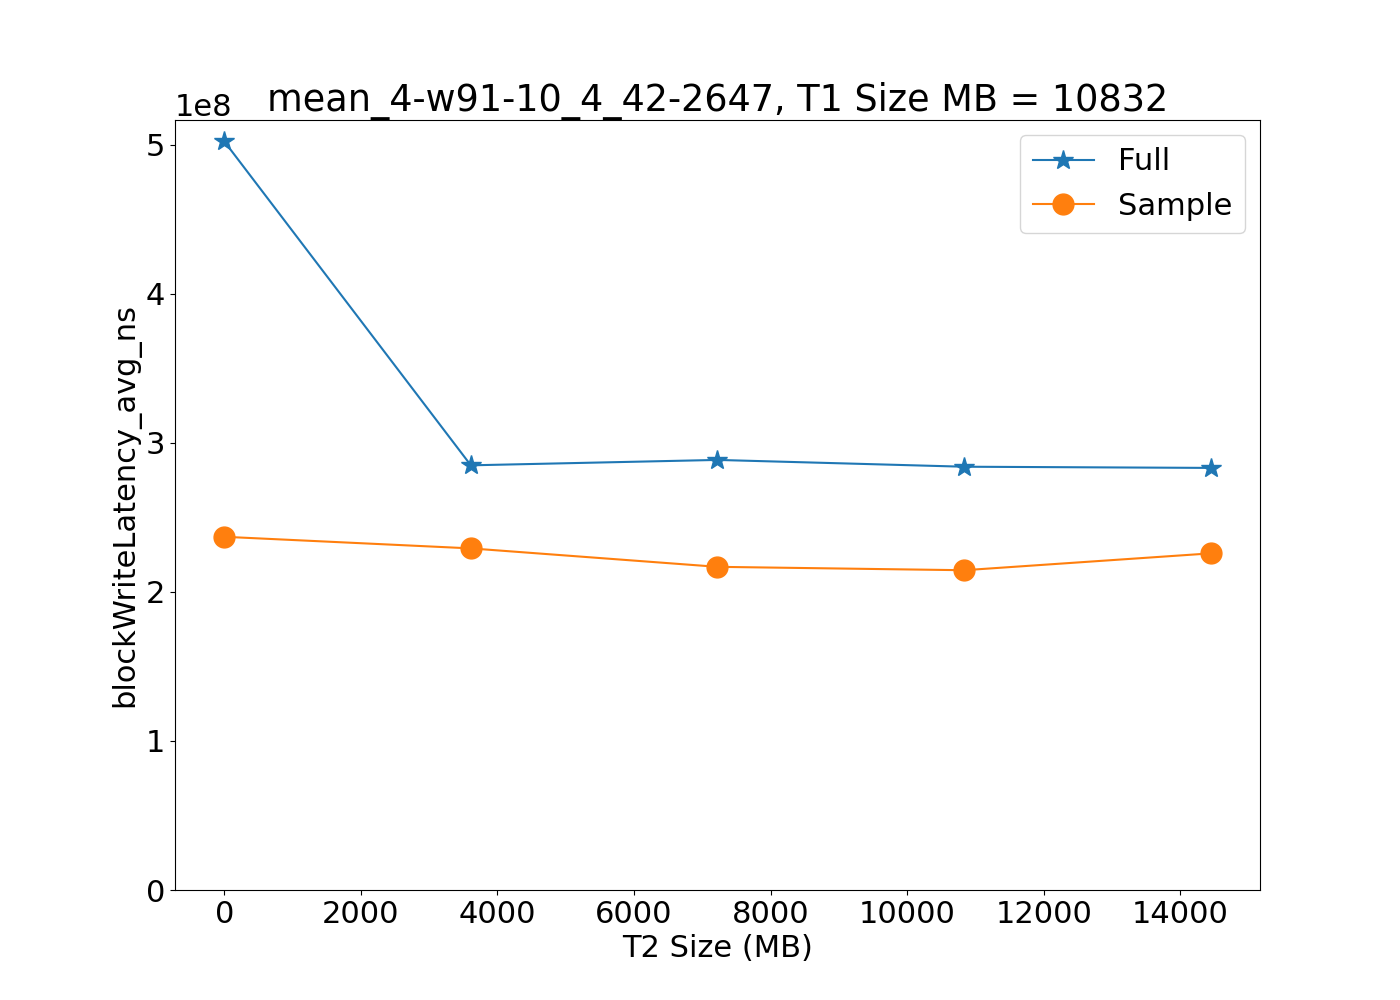 1e8
mean_4-w91-10_4_42-2647, T1 Size MB = 10832
Full
Sample
5
4
3
2
1
0
blockWriteLatency_avg_ns
0 2000 4000 6000 8000 10000 12000 14000
T2 Size (MB)